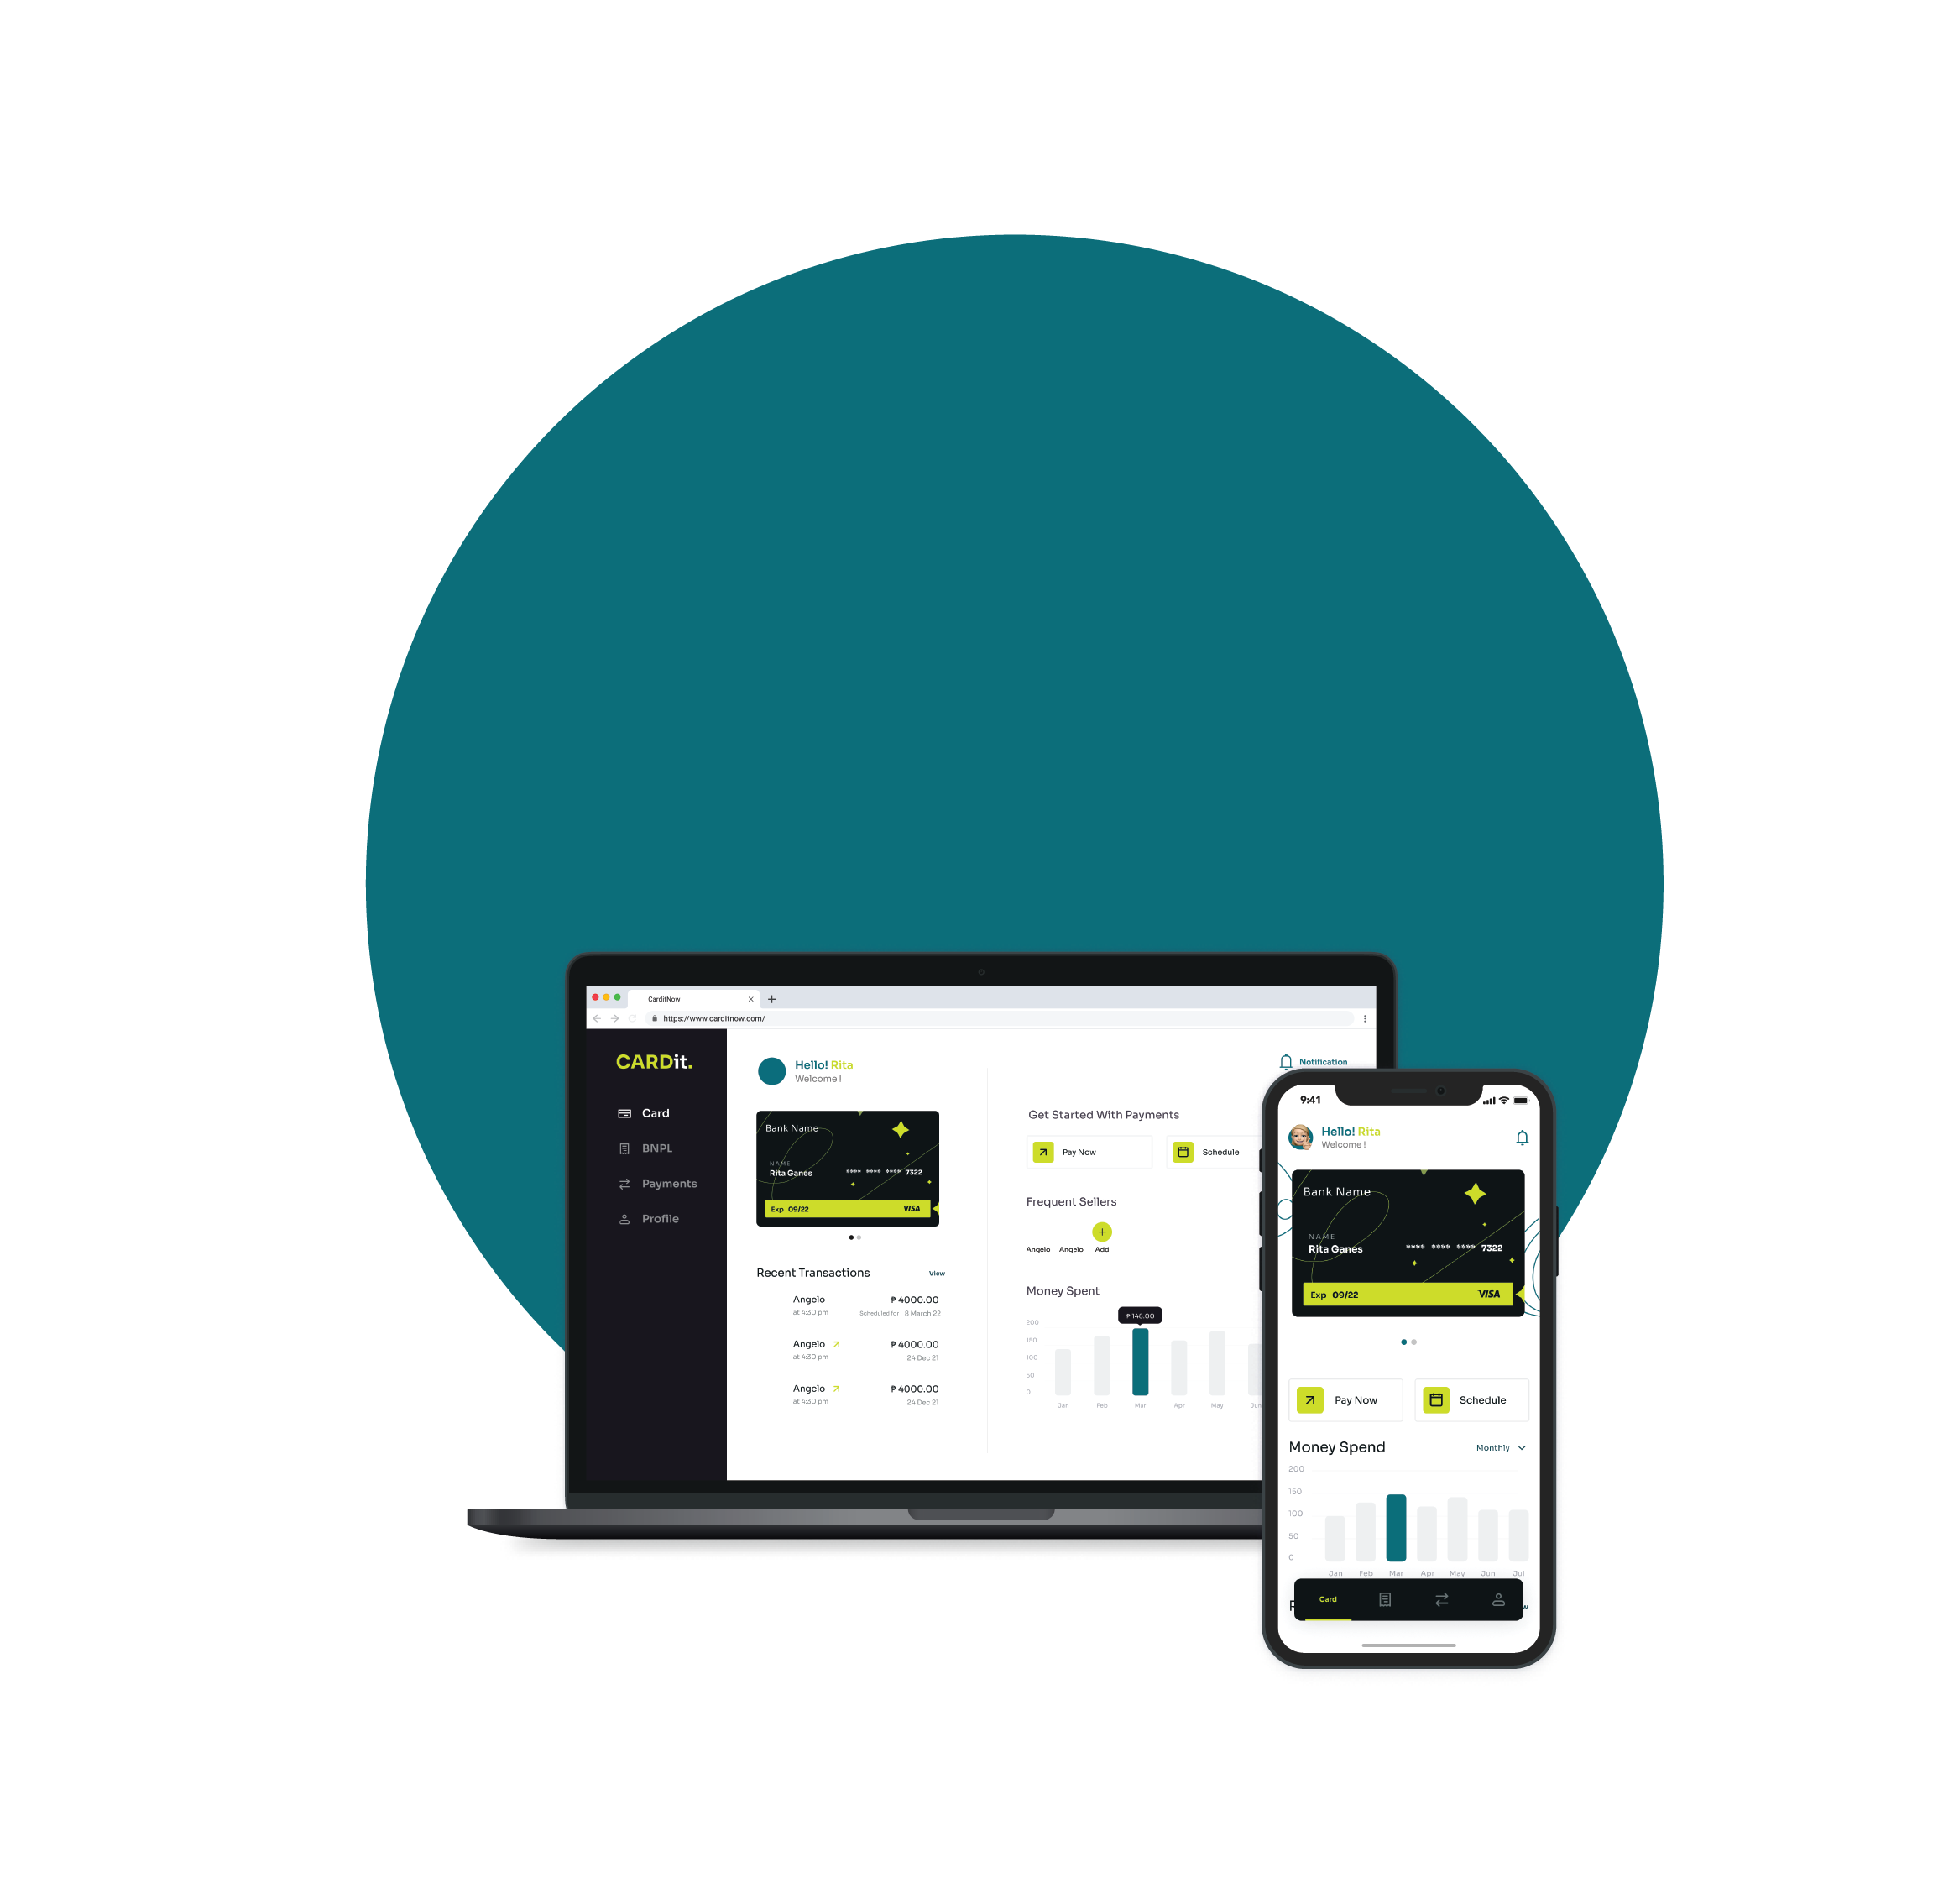 CarditNow
https://www.carditnow.com/
CARDit.
Card
BNPL
Payments
Profile
Hello! Rita
Welcome !
Bank Name
NAME
Rita Ganes **** **** **** 7322
Exp 09/22 VISA
Recent Transactions View
Angelo ₱ 4000.00
at 4:30 pm Scheduled for 8 March 22
Angelo ₱ 4000.00
at 4:30 pm 24 Dec 21
Angelo ₱ 4000.00
at 4:30 pm 24 Dec 21
Notification
Get Started With Payments
Pay Now Schedule
Frequent Sellers
Angelo Angelo Add
Money Spent
₱ 148.00
200
150
100
50
0
Jan Feb Mar Apr May Jun
9:41
Hello! Rita
Welcome !
Bank Name
NAME
Rita Ganes **** **** **** 7322
Exp 09/22 VISA
Pay Now Schedule
Money Spend Monthly
200
150
100
50
0
Jan Feb Mar Apr May Jun Jul
Card